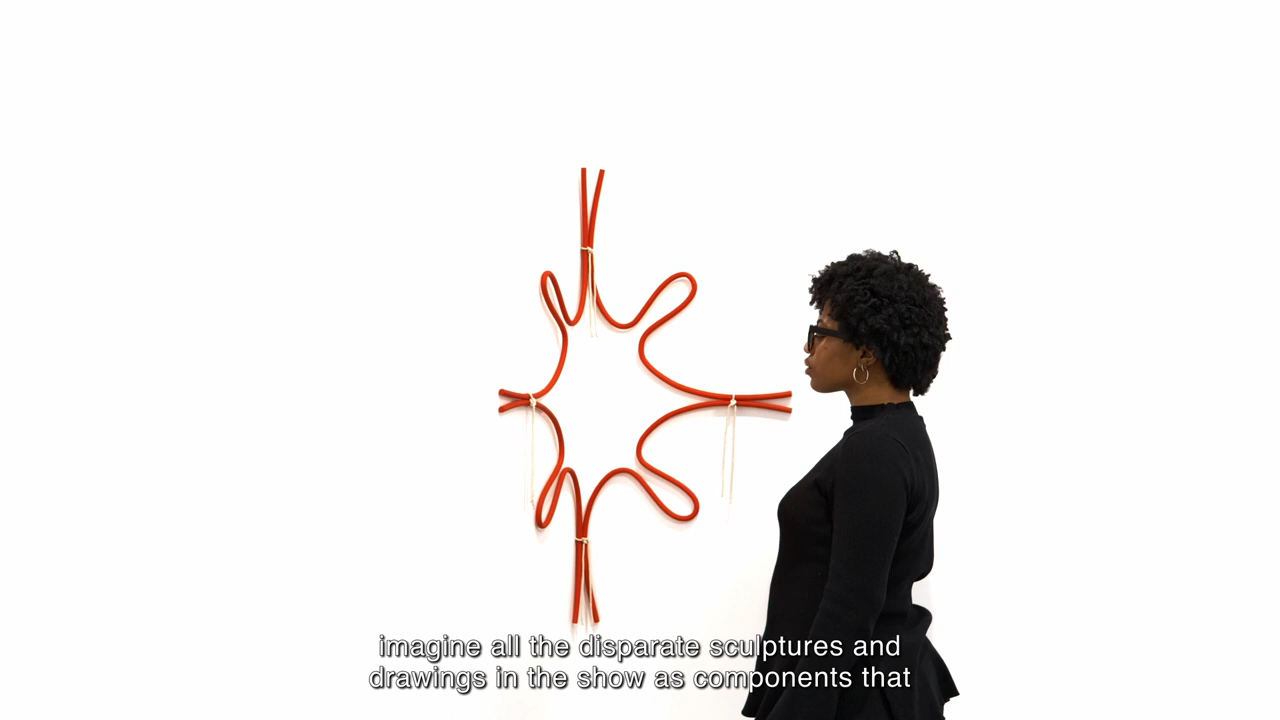 imagine all the disparate sculptures and
drawings in the show as components that